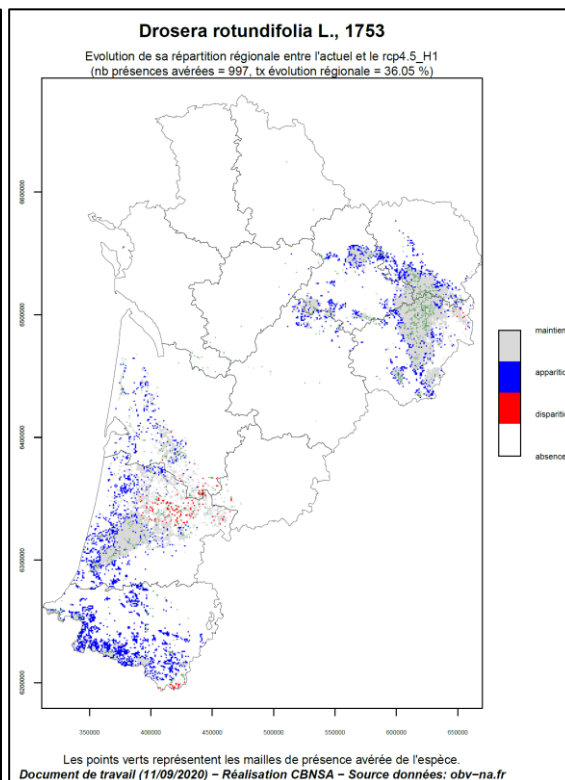 Drosera rotundifolia L., 1753
Evolution de sa répartition régionale entre l'actuel et le rcp4.5_H1
(nb présences avérées = 997, tx évolution régionale = 36.05 %)
6600000
6500000
6400000
6300000
6200000
maintien
apparitio
disparitio
absence
350000 400000 450000 500000 550000 600000 650000
Les points verts représentent les mailles de présence avérée de l'espèce.
Document de travail (11/09/2020) − Réalisation CBNSA − Source données: obv−na.fr